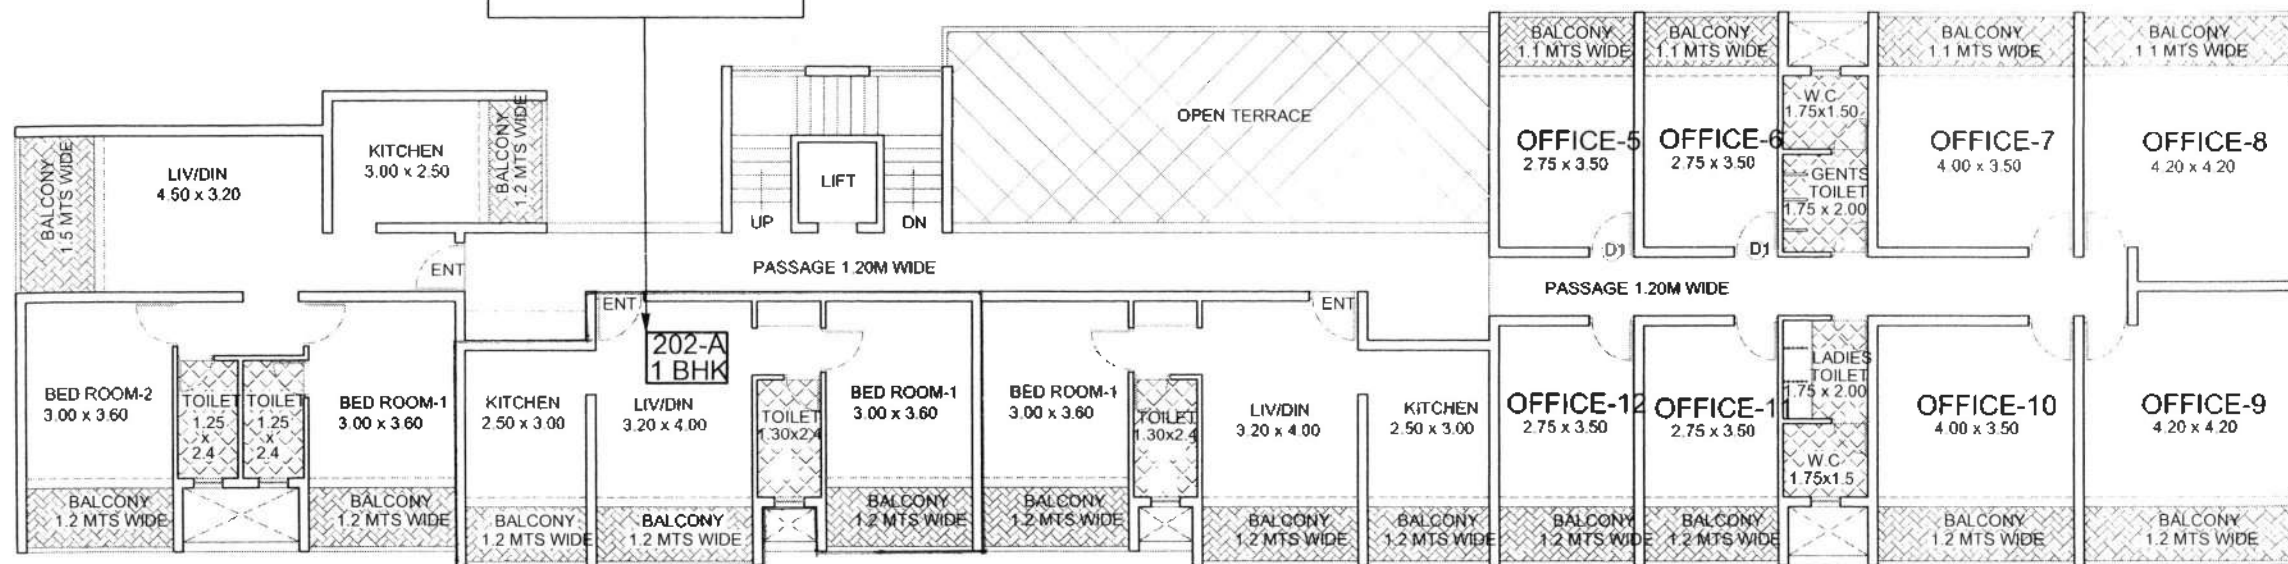 BALCONY
1.1 MTS WIDE
BALCONY
1.1 MTS WIDE
BALCONY
1.1 MTS WIDE
BALCONY
1.1 MTS WIDE
BALCONY
1.5 MTS WIDE
LIV/DIN
4.50 x 3.20
KITCHEN
3.00 x 2.50
BALCONY
1.2 MTS WIDE
LIFT
UP
DN
OPEN TERRACE
OFFICE-5
2.75 x 3.50
OFFICE-6
2.75 x 3.50
W.C
1.75x1.50
GENTS
TOILET
1.75 x 2.00
OFFICE-7
4.00 x 3.50
OFFICE-8
4.20 x 4.20
D1
D1
ENT
PASSAGE 1.20M WIDE
PASSAGE 1.20M WIDE
ENT
ENT
202-A
1 BHK
BED ROOM-2
3.00 x 3.60
TOILET
1.25
x
2.4
TOILET
1.25
x
2.4
BED ROOM-1
3.00 x 3.60
KITCHEN
2.50 x 3.00
LIV/DIN
3.20 x 4.00
TOILET
1.30x2.4
BED ROOM-1
3.00 x 3.60
BED ROOM-1
3.00 x 3.60
TOILET
1.30x2.4
LIV/DIN
3.20 x 4.00
KITCHEN
2.50 x 3.00
OFFICE-12
2.75 x 3.50
OFFICE-11
2.75 x 3.50
LADIES
TOILET
1.75 x 2.00
W.C
1.75x1.5
OFFICE-10
4.00 x 3.50
OFFICE-9
4.20 x 4.20
BALCONY
1.2 MTS WIDE
BALCONY
1.2 MTS WIDE
BALCONY
1.2 MTS WIDE
BALCONY
1.2 MTS WIDE
BALCONY
1.2 MTS WIDE
BALCONY
1.2 MTS WIDE
BALCONY
1.2 MTS WIDE
BALCONY
1.2 MTS WIDE
BALCONY
1.2 MTS WIDE
BALCONY
1.2 MTS WIDE
BALCONY
1.2 MTS WIDE
BALCONY
1.2 MTS WIDE